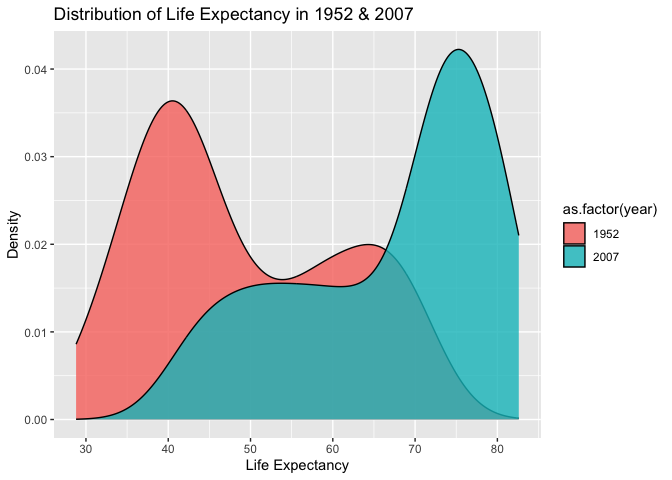 Distribution of Life Expectancy in 1952 & 2007
0.04
0.03
0.02
0.01
0.00
Density
30 40 50 60 70 80
Life Expectancy
as.factor(year)
1952
2007